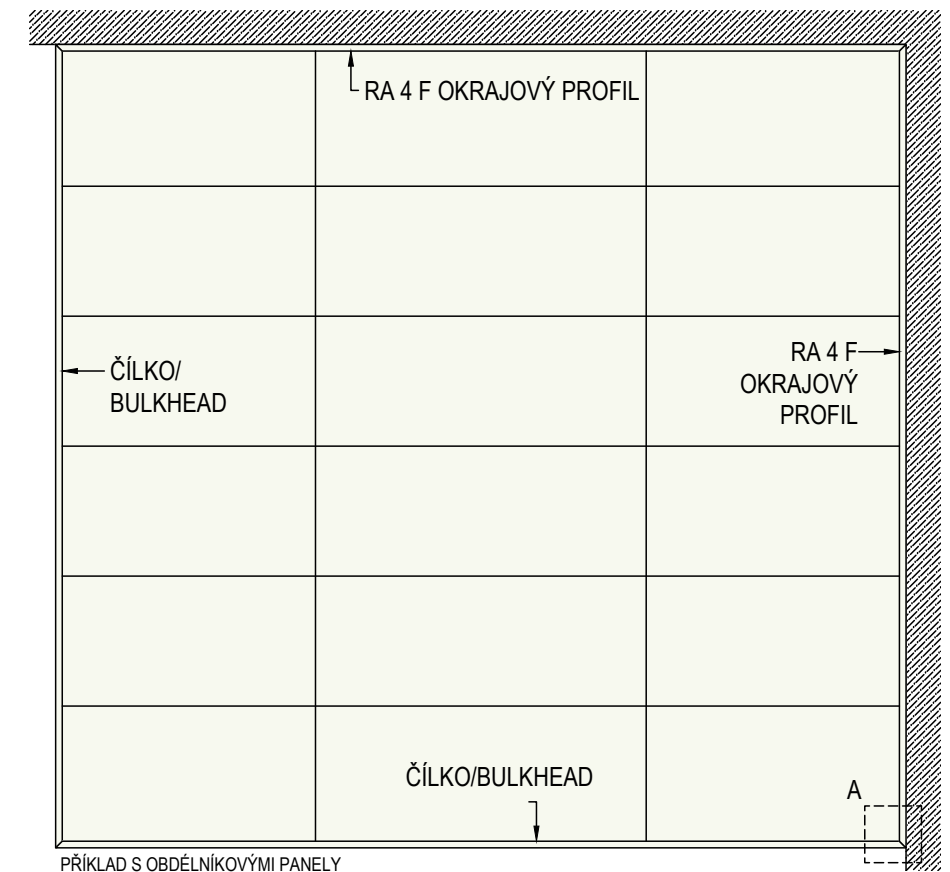 RA 4 F OKRAJOVÝ PROFIL
ČÍLKO/
BULKHEAD
RA 4 F
OKRAJOVÝ
PROFIL
ČÍLKO/BULKHEAD
A
PŘÍKLAD S OBDÉLNÍKOVÝMI PANELY